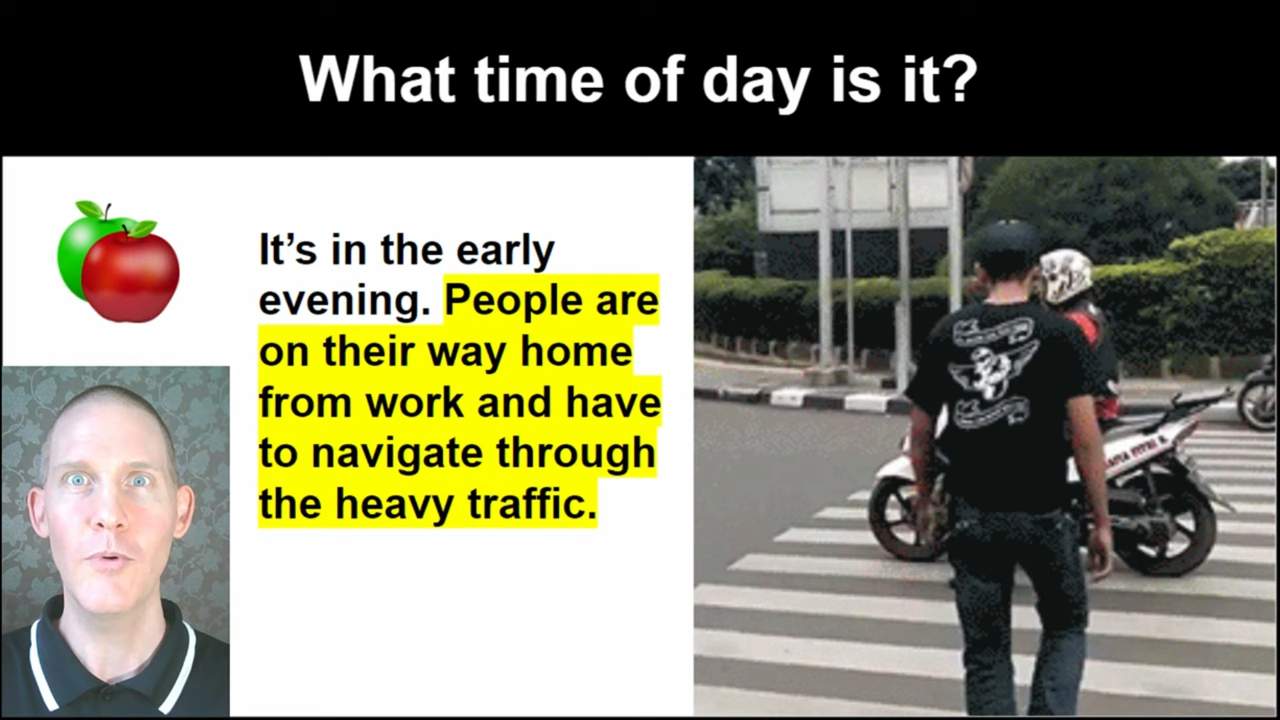 What time of day is it?
It's in the early
evening. People are
on their way home
from work and have
to navigate through
the heavy traffic.